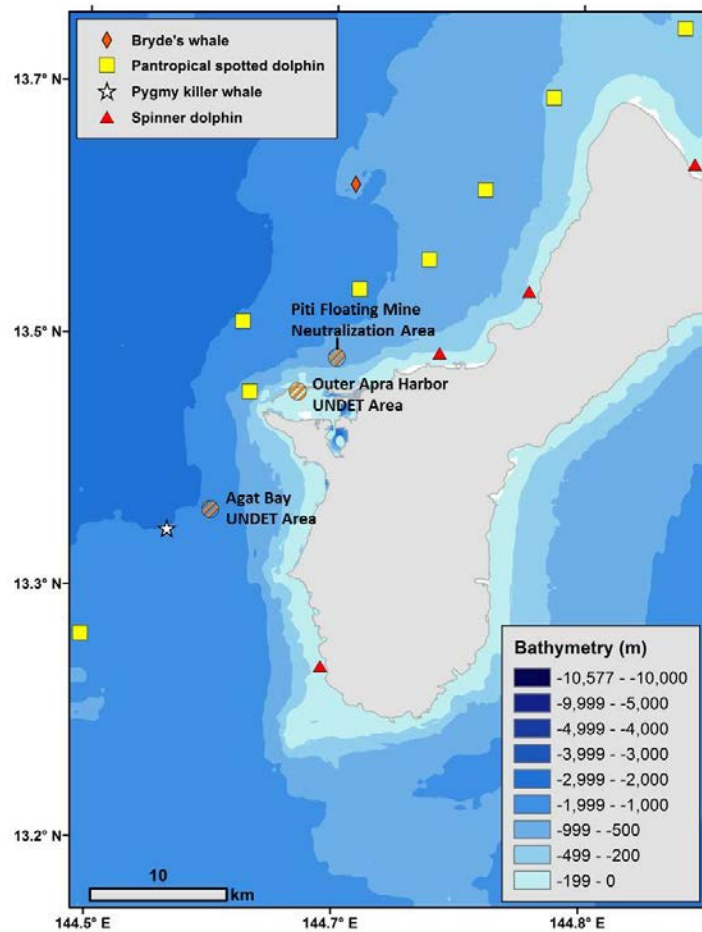 Bryde's whale
Pantropical spotted dolphin
Pygmy killer whale
Spinner dolphin
13.7° N
13.5° N
13.3° N
13.2° N
Piti Floating Mine
Neutralization Area
Outer Apra Harbor
UNDET Area
Agat Bay
UNDET Area
Bathymetry (m)
-10,577 - -10,000
-9,999 - -5,000
-4,999 - -4,000
-3,999 - -3,000
-2,999 - -2,000
-1,999 - -1,000
-999 - -500
-499 - -200
-199 - 0
10
km
144.5° E
144.7° E
144.8° E